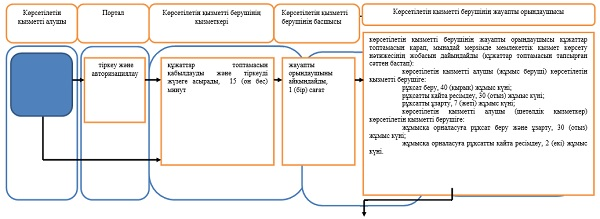 Көрсетілетін
қызметті алушы
Портал
Көрсетілетін қызметті берушінің
қызметкері
Көрсетілетін қызметті
берушінің басшысы
Көрсетілетін қызметті берушінің жауапты орындаушысы
тіркеу және
авторизациялау
құжаттар топтамасын
қабылдауды және тіркеуді
жүзеге асырады, 15 (он бес)
минут
жауапты
орындаушыны
айқындайды,
1 (бір) сағат
көрсетілетін қызметті берушінің жауапты орындаушысы құжаттар
топтамасын қарап, мынадай мерзімде мемлекеттік қызмет көрсету
нәтижесінің жобасын дайындайды (құжаттар топтамасын тапсырған
сәттен бастап):
көрсетілетін қызметті алушы (жұмыс беруші) көрсетілетін
қызметті берушіге:
рұқсат беру, 40 (қырық) жұмыс күні;
рұқсатты қайта ресімдеу, 30 (отыз) жұмыс күні;
рұқсатты ұзарту, 7 (жеті) жұмыс күні;
көрсетілетін қызметті алушы (шетелдік қызметкер)
көрсетілетін қызметті берушіге:
жұмысқа орналасуға рұқсат беру және ұзарту, 30 (отыз)
жұмыс күні;
жұмысқа орналасуға рұқсатты қайта ресімдеу, 2 (екі) жұмыс
күні.